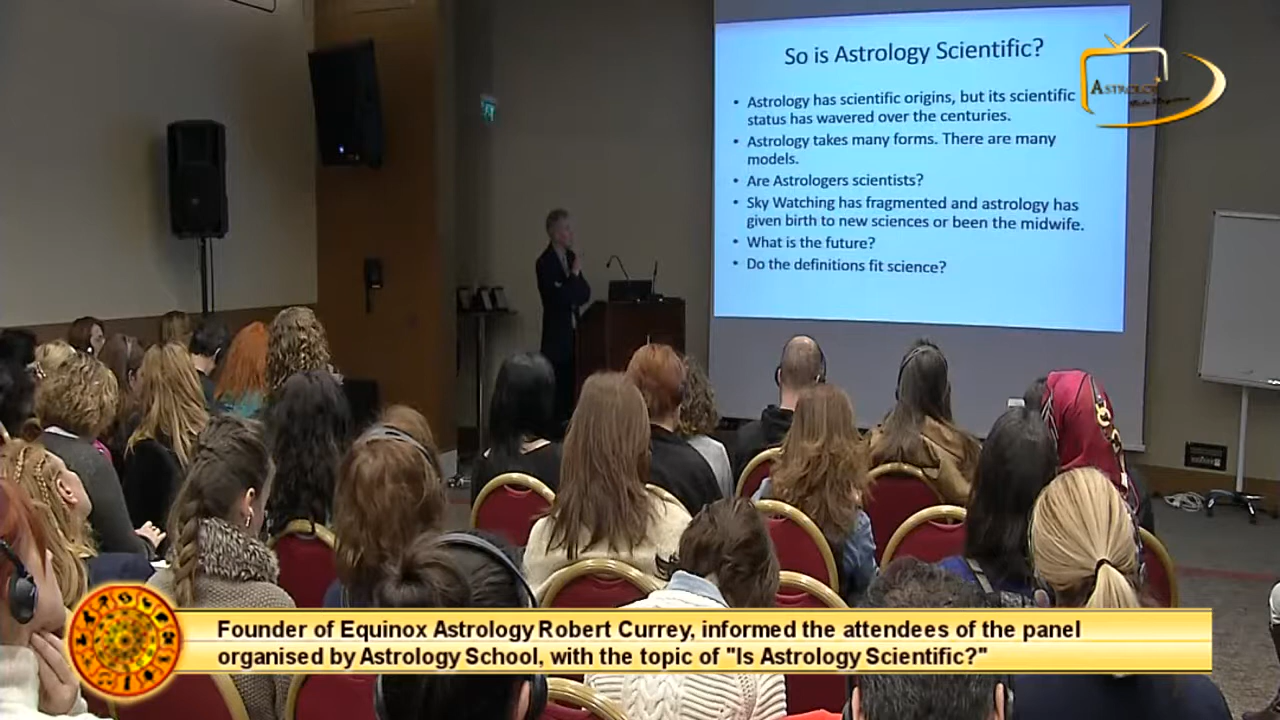 So is Astrology Scientific?
• Astrology has scientific origins, but its scientific
status has wavered over the centuries.
• Astrology takes many forms. There are many
models.
• Are Astrologers scientists?
• Sky Watching has fragmented and astrology has
given birth to new sciences or been the midwife.
• What is the future?
• Do the definitions fit science?
Founder of Equinox Astrology Robert Currey, informed the attendees of the panel
organised by Astrology School, with the topic of "Is Astrology Scientific?"